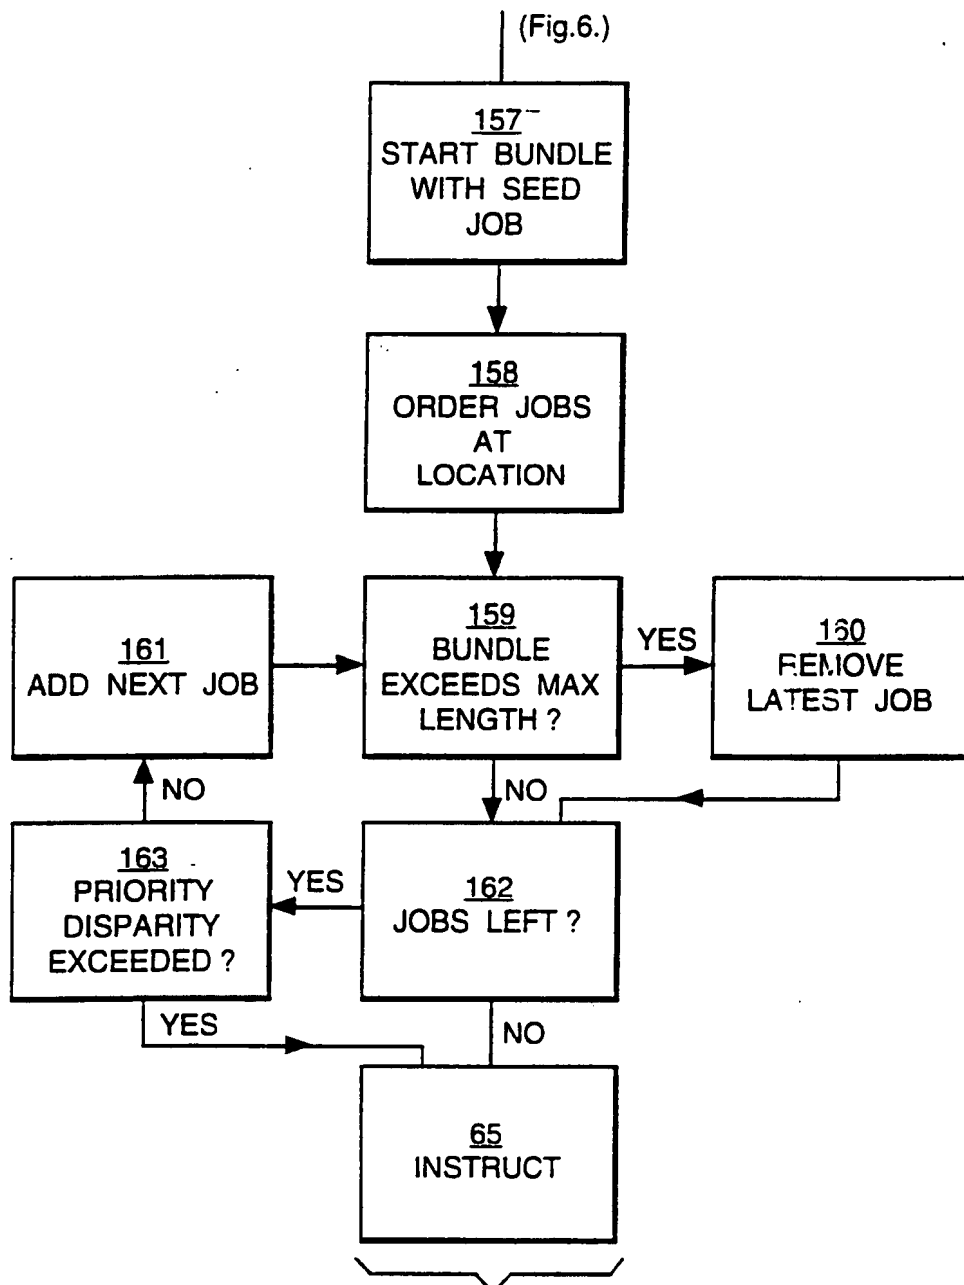 (Fig.6.)
157
START BUNDLE
WITH SEED
JOB
158
ORDER JOBS
AT
LOCATION
161
ADD NEXT JOB
159
BUNDLE
EXCEEDS MAX
LENGTH ?
YES
160
REMOVE
LATEST JOB
NO
NO
163
PRIORITY
DISPARITY
EXCEEDED ?
YES
162
JOBS LEFT ?
YES
NO
65
INSTRUCT